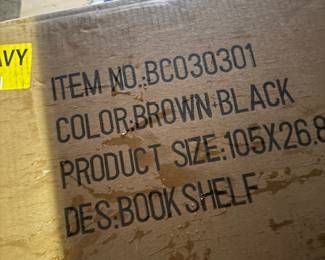 AVY
ITEM NO.:BC030301
COLOR:BROWN+BLACK
PRODUCT SIZE:105X26.8
DES:BOOK SHELF